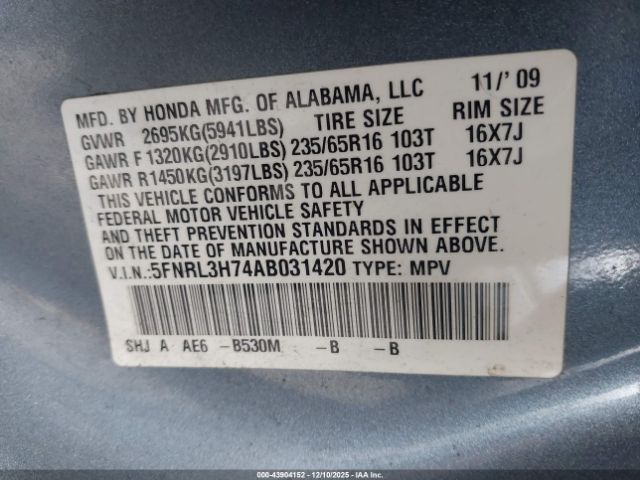 MFD. BY HONDA MFG. OF ALABAMA, LLC 11/'09
GVWR 2695KG(5941LBS) TIRE SIZE RIM SIZE
GAWR F 1320KG(2910LBS) 235/65R16 103T 16X7J
GAWR R1450KG(3197LBS) 235/65R16 103T 16X7J
THIS VEHICLE CONFORMS TO ALL APPLICABLE
FEDERAL MOTOR VEHICLE SAFETY
AND THEFT PREVENTION STANDARDS IN EFFECT
ON THE DATE OF MANUFACTURE SHOWN ABOVE.
V.I.N.:5FNRL3H74AB031420 TYPE: MPV
SHJ A AE6 -B530M -B -B
000-43904152 — 12/10/2025 — IAAI.COM